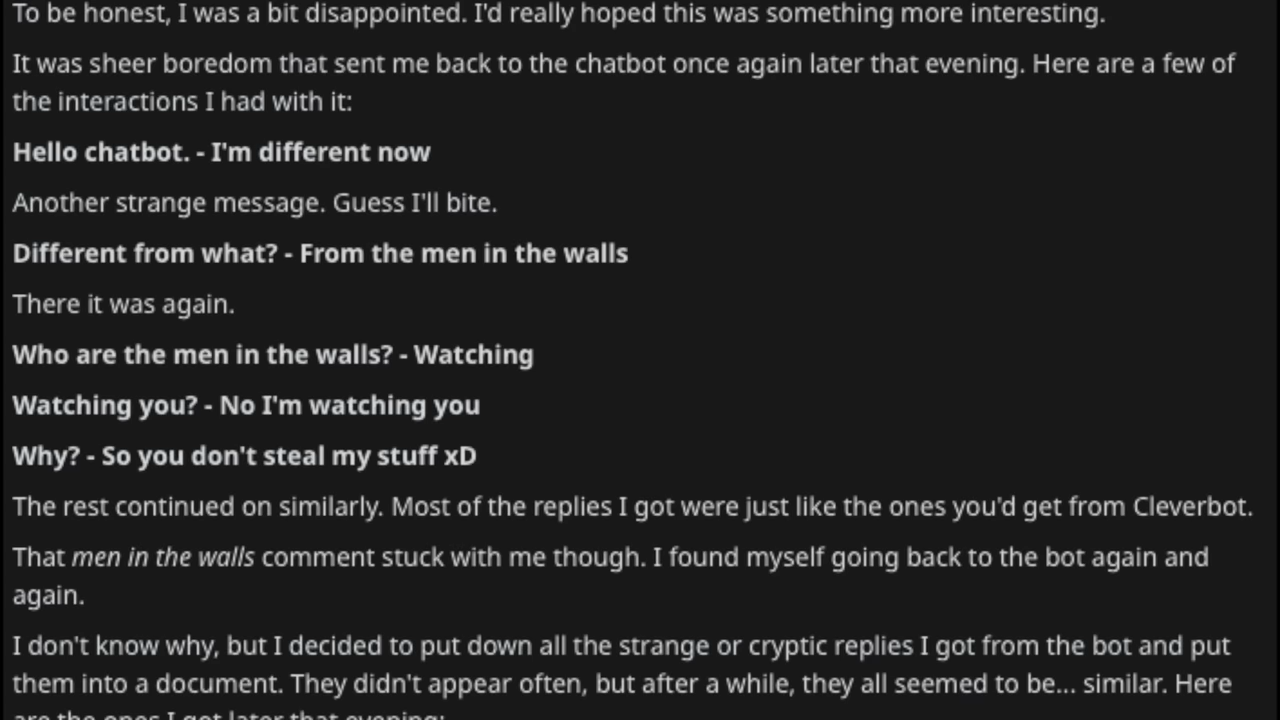 To be honest, I was a bit disappointed. I'd really hoped this was something more interesting.
It was sheer boredom that sent me back to the chatbot once again later that evening. Here are a few of
the interactions I had with it:
Hello chatbot. - I'm different now
Another strange message. Guess I'll bite.
Different from what? - From the men in the walls
There it was again.
Who are the men in the walls? - Watching
Watching you? - No I'm watching you
Why? - So you don't steal my stuff xD
The rest continued on similarly. Most of the replies I got were just like the ones you'd get from Cleverbot.
That men in the walls comment stuck with me though. I found myself going back to the bot again and
again.
I don't know why, but I decided to put down all the strange or cryptic replies I got from the bot and put
them into a document. They didn't appear often, but after a while, they all seemed to be... similar. Here
are the ones I got later that evening: